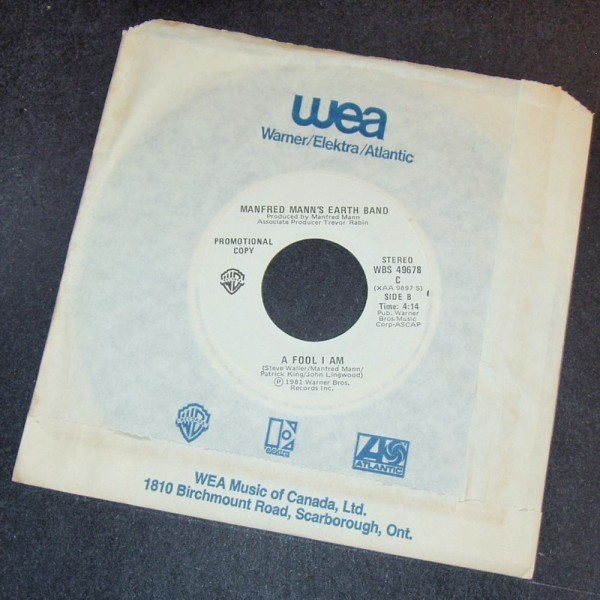 wea
Warner/Elektra/Atlantic
MANFRED MANN'S EARTH BAND
Produced by Manfred Mann
Associate Producer Trevor Rabin
PROMOTIONAL
COPY
STEREO
WBS 49678
C
(XAA 9897 S)
SIDE B
Time: 4:14
Pub. Warner
Bros. Music
Corp-ASCAP
A FOOL I AM
(Steve Waller/Manfred Mann/
Patrick King/John Lingwood)
Ⓟ 1981 Warner Bros.
Records Inc.
ATLANTIC
WEA Music of Canada, Ltd.
1810 Birchmount Road, Scarborough, Ont.